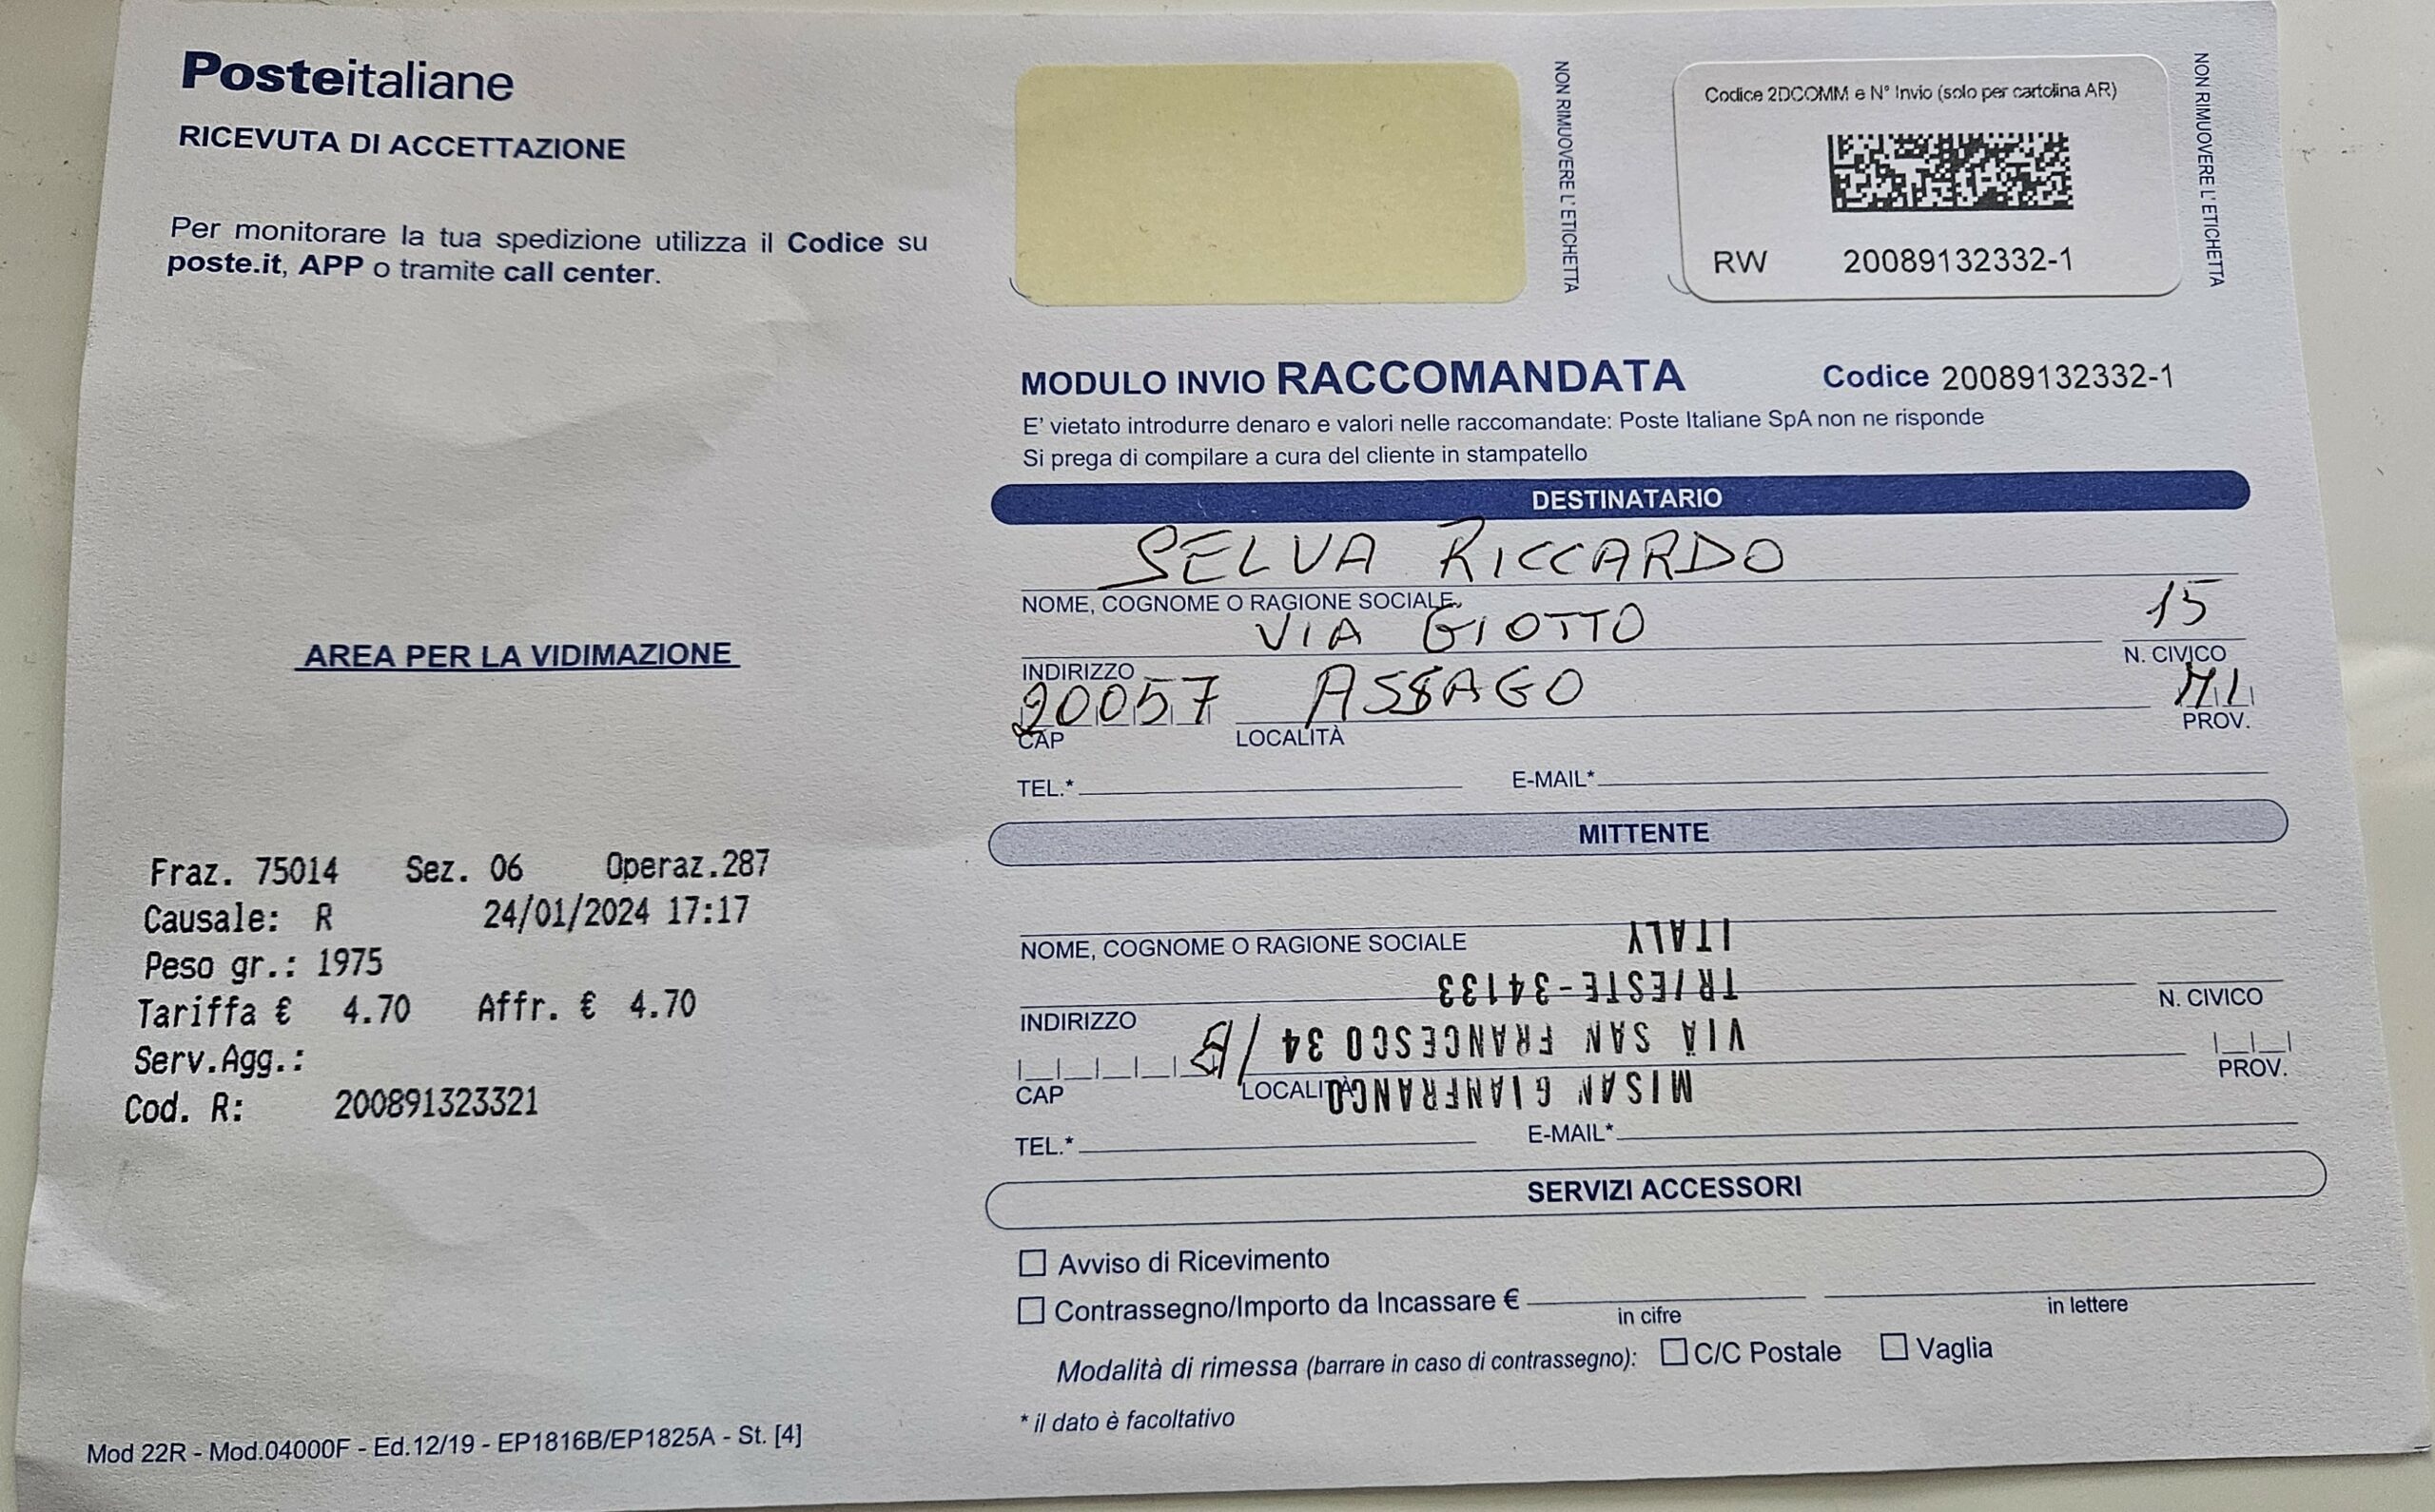 Posteitaliane
RICEVUTA DI ACCETTAZIONE
Per monitorare la tua spedizione utilizza il Codice su
poste.it, APP o tramite call center.
AREA PER LA VIDIMAZIONE
Fraz. 75014 Sez. 06 Operaz.287
Causale: R 24/01/2024 17:17
Peso gr.: 1975
Tariffa € 4.70 Affr. € 4.70
Serv.Agg.:
Cod. R: 200891323321
Mod 22R - Mod.04000F - Ed.12/19 - EP1816B/EP1825A - St. [4]
NON RIMUOVERE L'ETICHETTA
Codice 2DCOMM e N° Invio (solo per cartolina AR)
RW 20089132332-1
NON RIMUOVERE L'ETICHETTA
MODULO INVIO RACCOMANDATA Codice 20089132332-1
E' vietato introdurre denaro e valori nelle raccomandate: Poste Italiane SpA non ne risponde
Si prega di compilare a cura del cliente in stampatello
DESTINATARIO
SELVA RICCARDO
NOME, COGNOME O RAGIONE SOCIALE
VIA GIOTTO 15
INDIRIZZO N. CIVICO
20057 ASSAGO MI
CAP LOCALITÀ PROV.
TEL.* E-MAIL*
MITTENTE
NOME, COGNOME O RAGIONE SOCIALE
INDIRIZZO N. CIVICO
CAP LOCALITÀ PROV.
MISAN GIANFRANCO
VIA SAN FRANCESCO 34 /B
TRIESTE-34133
ITALY
TEL.* E-MAIL*
SERVIZI ACCESSORI
Avviso di Ricevimento
Contrassegno/Importo da Incassare €
in cifre in lettere
Modalità di rimessa (barrare in caso di contrassegno): C/C Postale Vaglia
* il dato è facoltativo